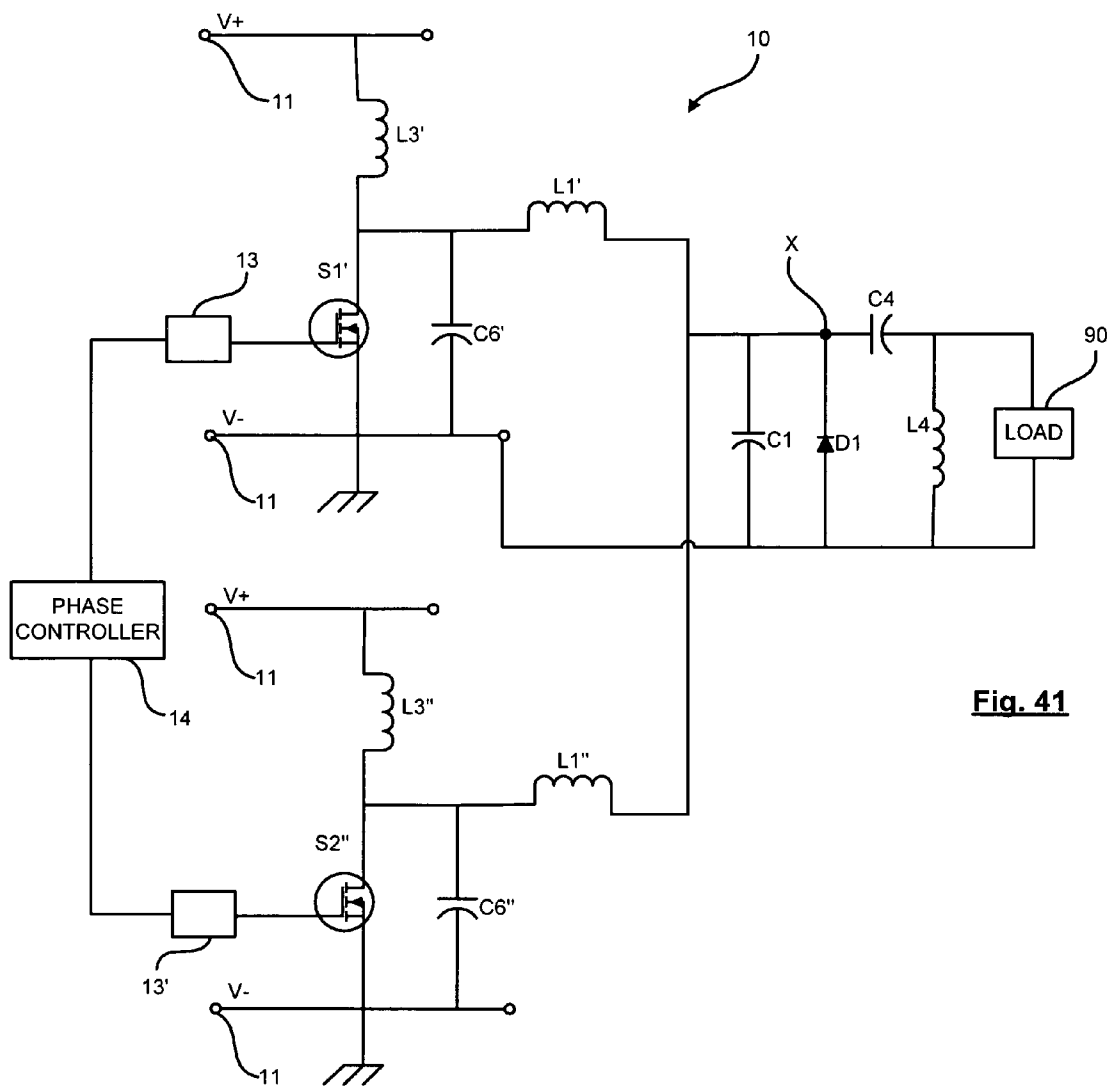 V+
11
10
L3'
L1'
13
S1'
X
C4
C6'
90
V-
C1
D1
L4
LOAD
11
PHASE
CONTROLLER
V+
11
14
L3"
Fig. 41
L1"
S2"
C6"
13'
V-
11